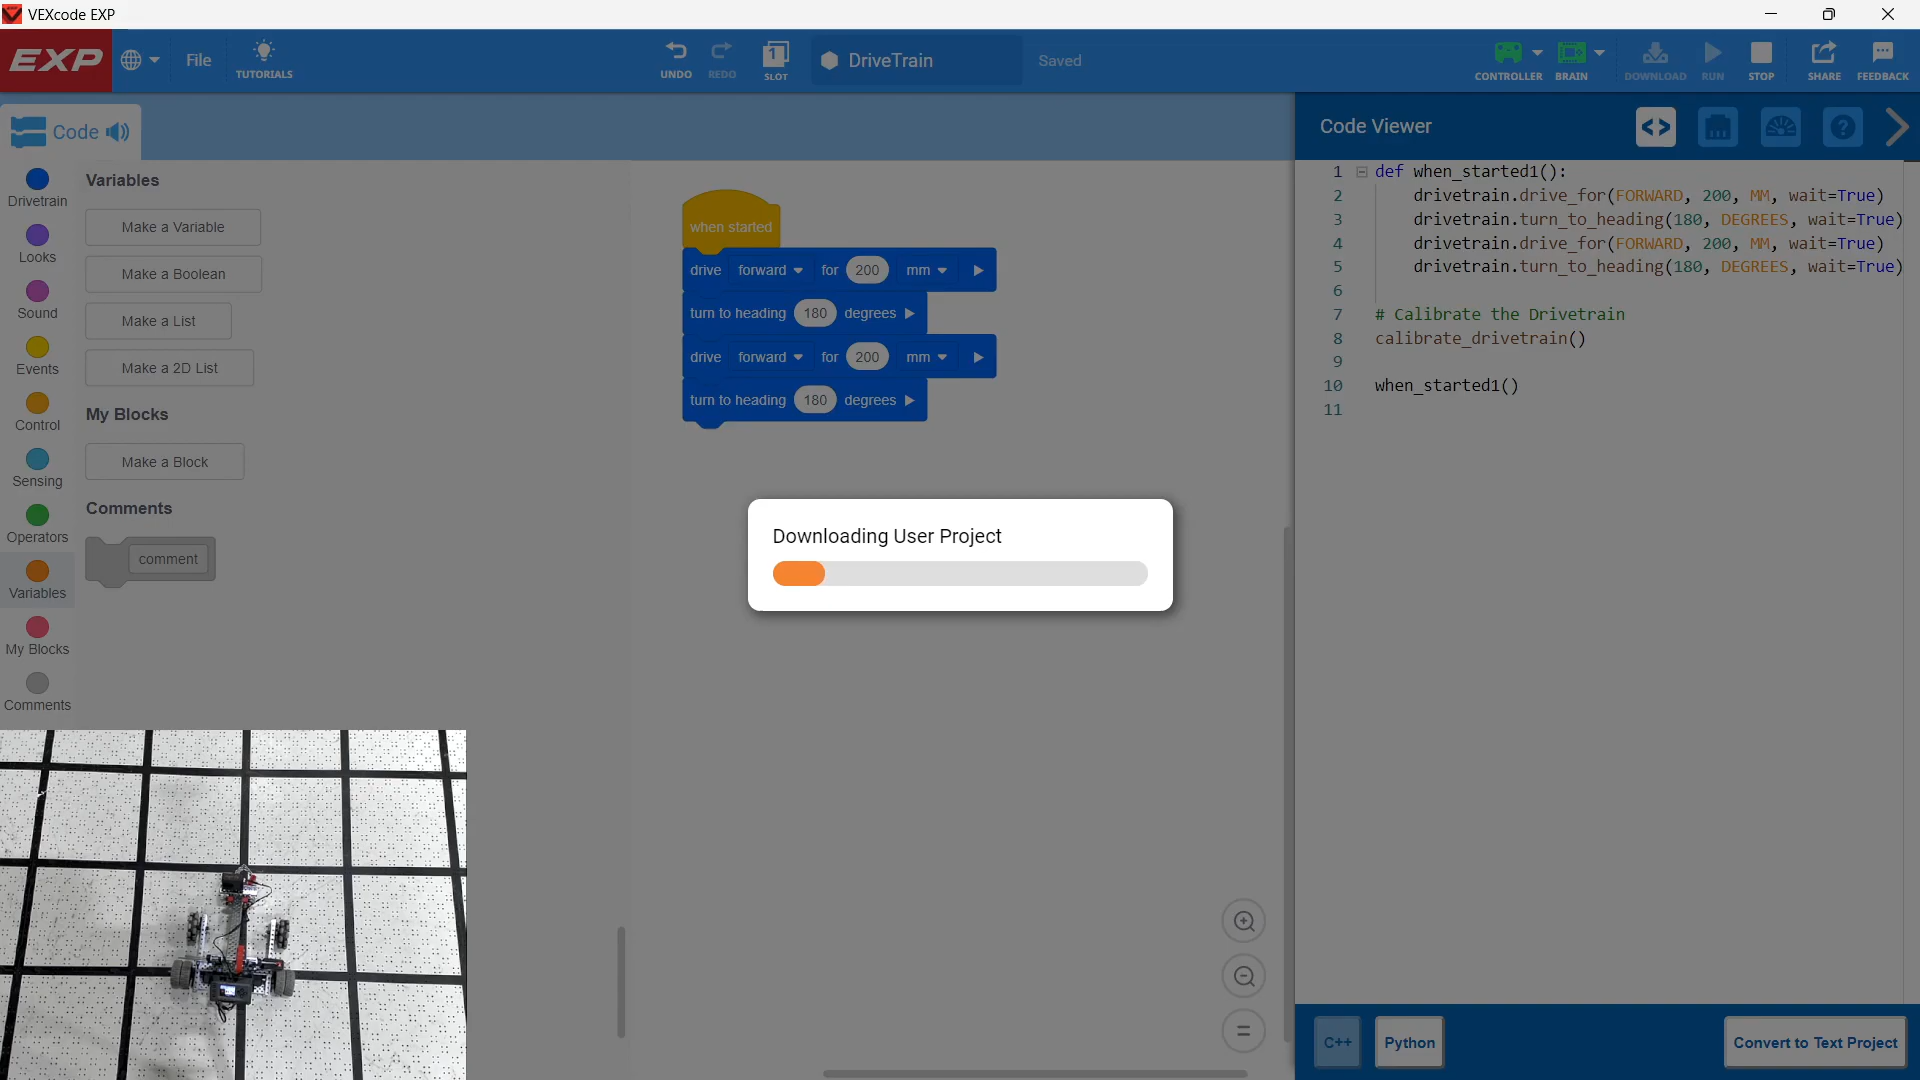 VEXcode EXP
EXP
File
TUTORIALS
UNDO
REDO
1
SLOT
DriveTrain
Saved
CONTROLLER
BRAIN
DOWNLOAD
RUN
STOP
SHARE
FEEDBACK
Code
Code Viewer
Drivetrain
Looks
Sound
Events
Control
Sensing
Operators
Variables
My Blocks
Comments
Variables
Make a Variable
Make a Boolean
Make a List
Make a 2D List
My Blocks
Make a Block
Comments
comment
when started
drive forward for 200 mm
turn to heading 180 degrees
drive forward for 200 mm
turn to heading 180 degrees
Downloading User Project
1 def when_started1():
2 drivetrain.drive_for(FORWARD, 200, MM, wait=True)
3 drivetrain.turn_to_heading(180, DEGREES, wait=True)
4 drivetrain.drive_for(FORWARD, 200, MM, wait=True)
5 drivetrain.turn_to_heading(180, DEGREES, wait=True)
6
7 # Calibrate the Drivetrain
8 calibrate_drivetrain()
9
10 when_started1()
11
C++
Python
Convert to Text Project